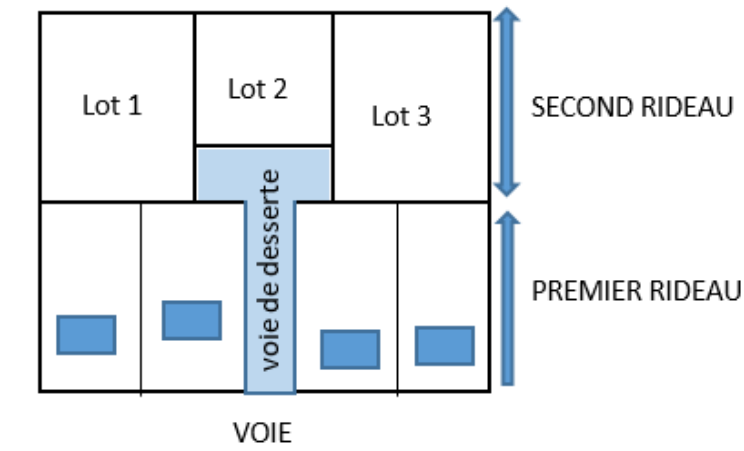 Lot 1
Lot 2
Lot 3
SECOND RIDEAU
voie de desserte
PREMIER RIDEAU
VOIE